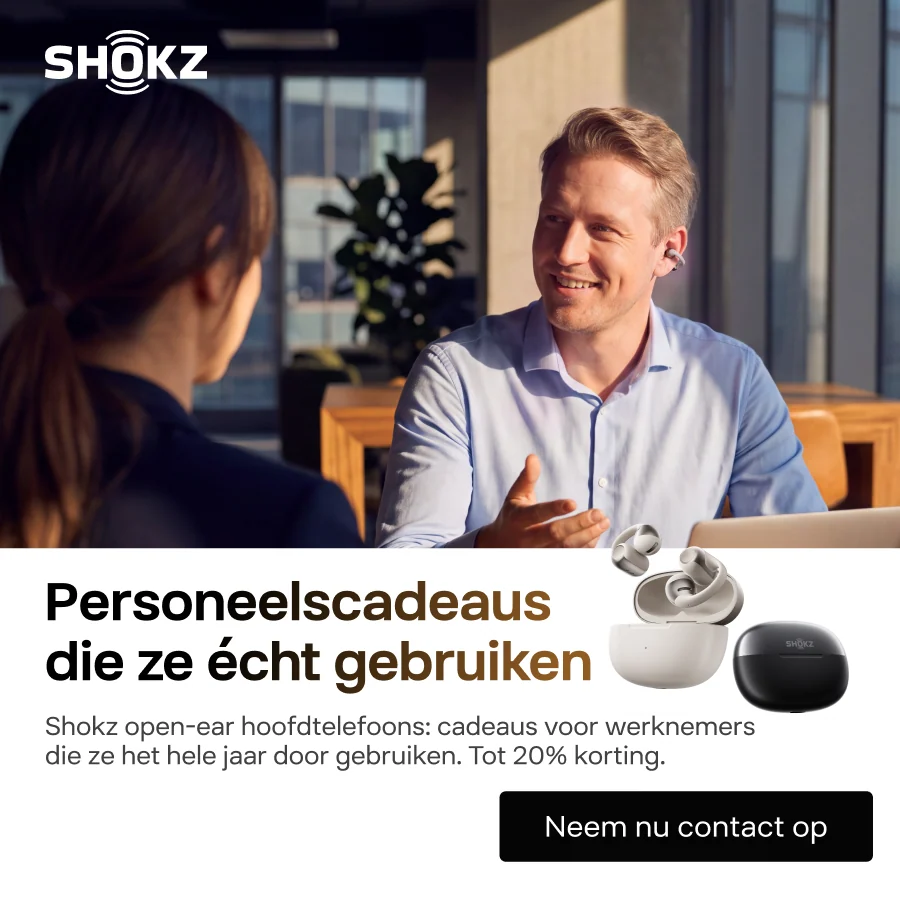 SHOKZ
Personeelscadeaus
die ze écht gebruiken
SHOKZ
Shokz open-ear hoofdtelefoons: cadeaus voor werknemers
die ze het hele jaar door gebruiken. Tot 20% korting.
Neem nu contact op